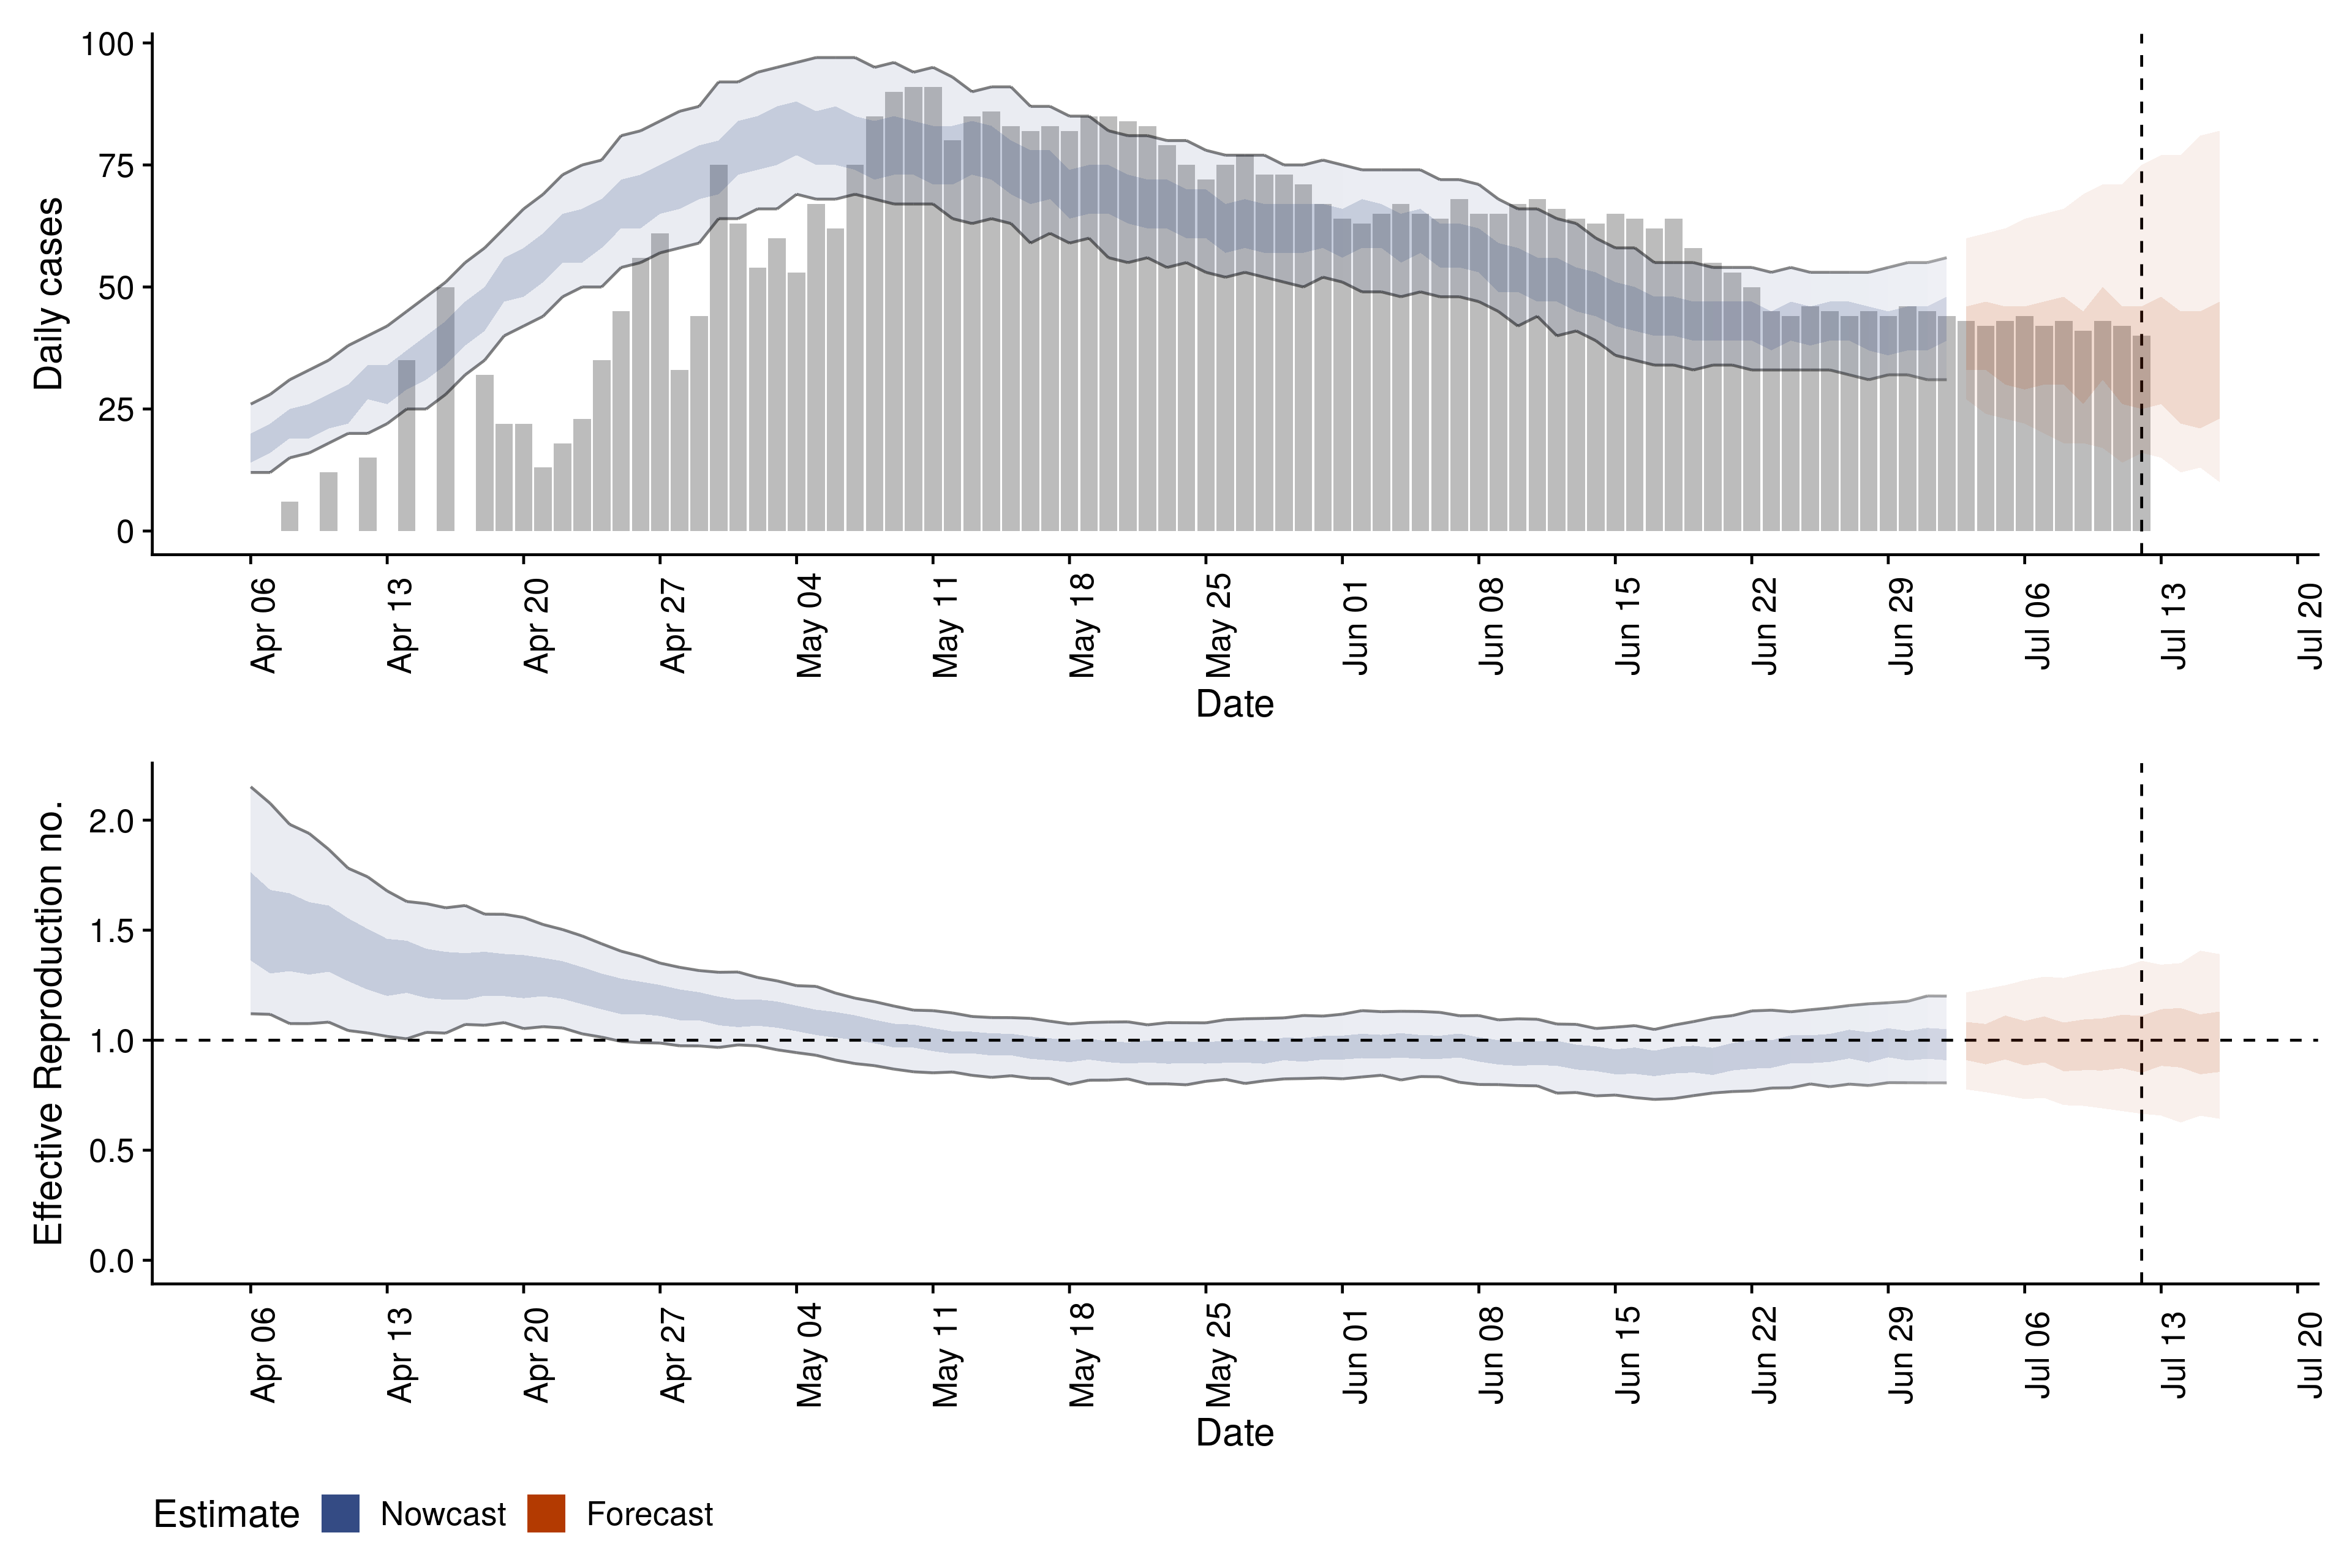 100
75
50
25
0
Daily cases
Apr 06
Apr 13
Apr 20
Apr 27
May 04
May 11
May 18
May 25
Jun 01
Jun 08
Jun 15
Jun 22
Jun 29
Jul 06
Jul 13
Jul 20
Date
2.0
1.5
1.0
0.5
0.0
Effective Reproduction no.
Apr 06
Apr 13
Apr 20
Apr 27
May 04
May 11
May 18
May 25
Jun 01
Jun 08
Jun 15
Jun 22
Jun 29
Jul 06
Jul 13
Jul 20
Date
Estimate Nowcast Forecast